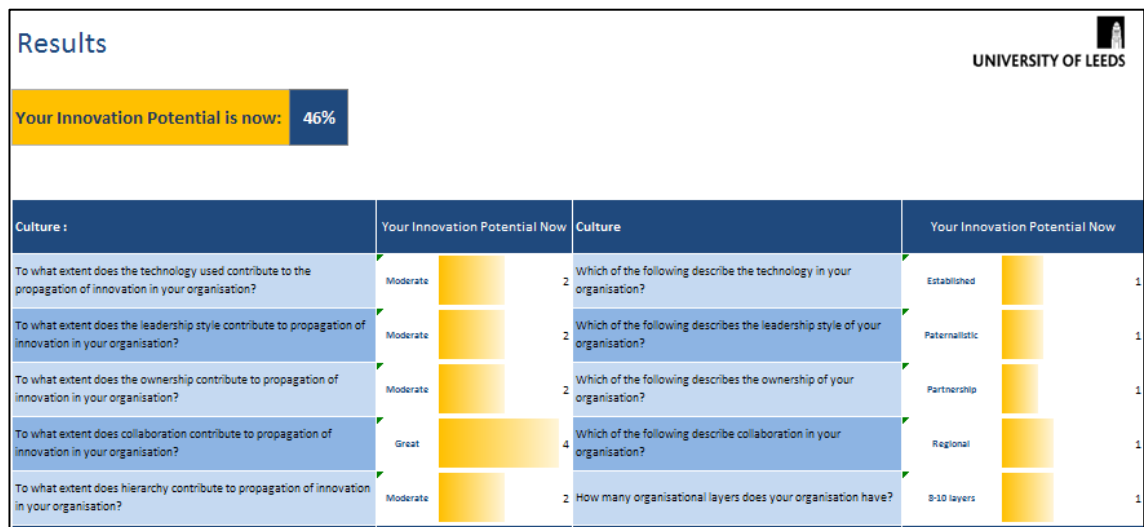 Results
UNIVERSITY OF LEEDS
Your Innovation Potential is now: 46%
Culture : Your Innovation Potential Now Culture Your Innovation Potential Now
To what extent does the technology used contribute to the
propagation of innovation in your organisation?
Moderate 2
Which of the following describe the technology in your
organisation?
Established 1
To what extent does the leadership style contribute to propagation of
innovation in your organisation?
Moderate 2
Which of the following describes the leadership style of your
organisation?
Paternalistic 1
To what extent does the ownership contribute to propagation of
innovation in your organisation?
Moderate 2
Which of the following describes the ownership of your
organisation?
Partnership 1
To what extent does collaboration contribute to propagation of
innovation in your organisation?
Great 4
Which of the following describe collaboration in your
organisation?
Regional 1
To what extent does hierarchy contribute to propagation of innovation
in your organisation?
Moderate 2
How many organisational layers does your organisation have?
8-10 layers 1